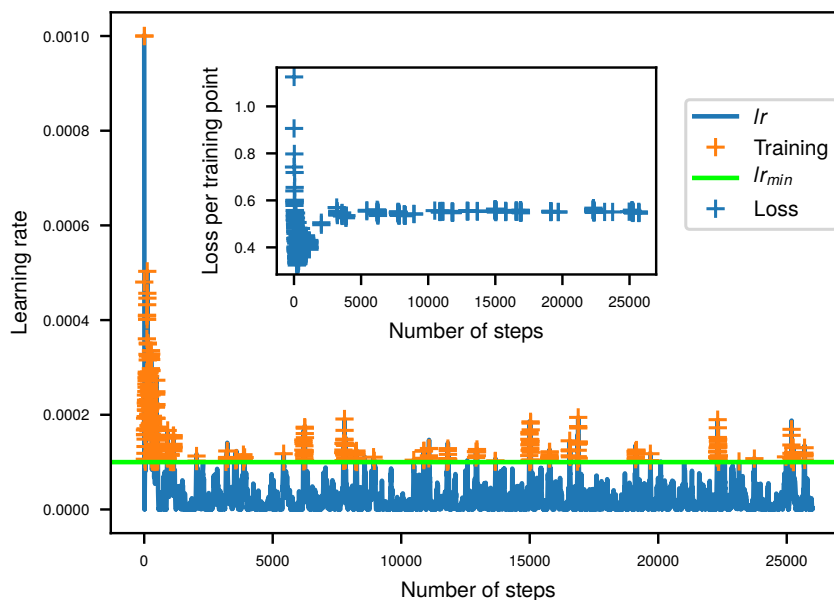 0.0010
0.0008
0.0006
0.0004
0.0002
0.0000
Learning rate
0
5000
10000
15000
20000
25000
Number of steps
1.0
0.8
0.6
0.4
Loss per training point
0
5000
10000
15000
20000
25000
Number of steps
lr
Training
lr_min
Loss